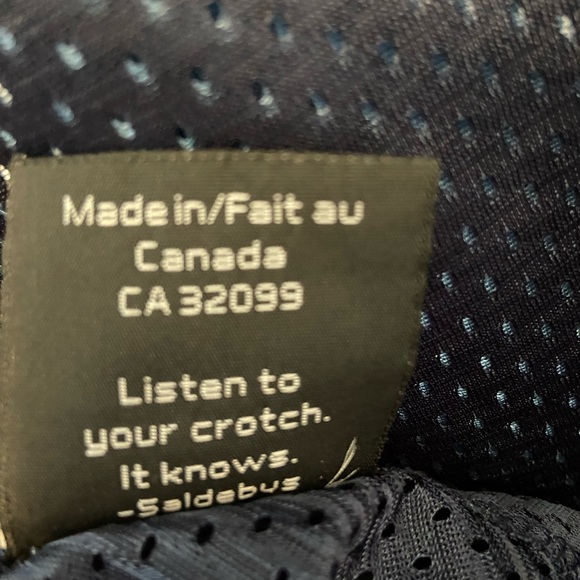 Made in/Fait au
Canada
CA 32099
Listen to
your crotch.
It knows.
-Saldebus